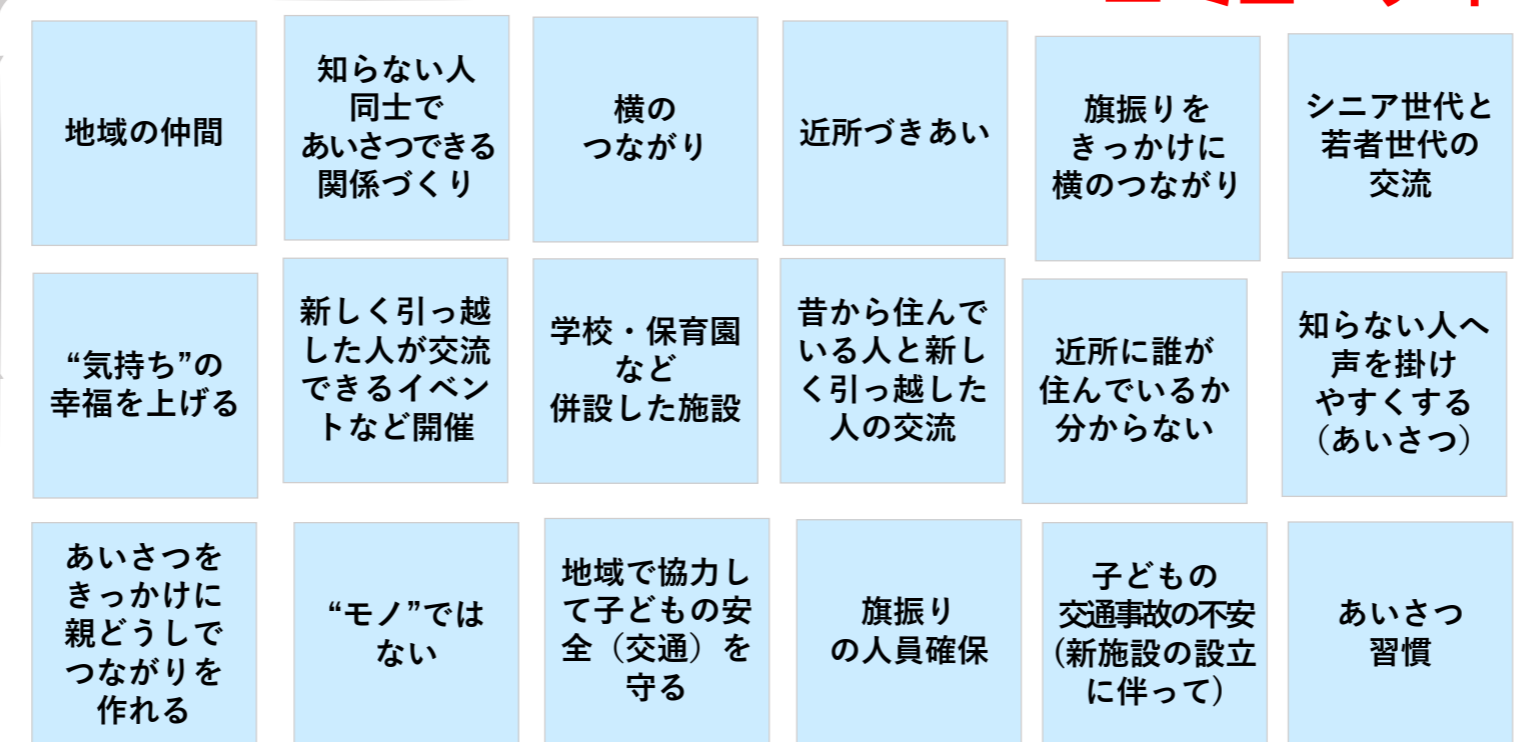 地域の仲間
知らない人
同士で
あいさつできる
関係づくり
横の
つながり
近所づきあい
旗振りを
きっかけに
横のつながり
シニア世代と
若者世代の
交流
“気持ち”の
幸福を上げる
新しく引っ越
した人が交流
できるイベン
トなど開催
学校・保育園
など
併設した施設
昔から住んで
いる人と新し
く引っ越した
人の交流
近所に誰が
住んでいるか
分からない
知らない人へ
声を掛け
やすくする
（あいさつ）
あいさつを
きっかけに
親どうしで
つながりを
作れる
“モノ”では
ない
地域で協力し
て子どもの安
全（交通）を
守る
旗振り
の人員確保
子どもの
交通事故の不安
(新施設の設立
に伴って)
あいさつ
習慣